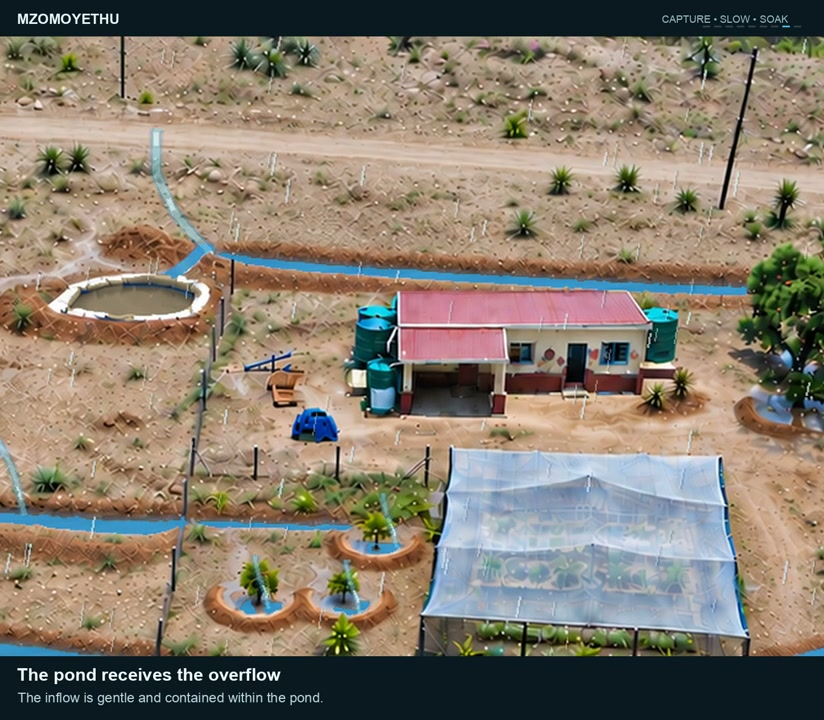 MZOMOYETHU
CAPTURE • SLOW • SOAK
The pond receives the overflow
The inflow is gentle and contained within the pond.